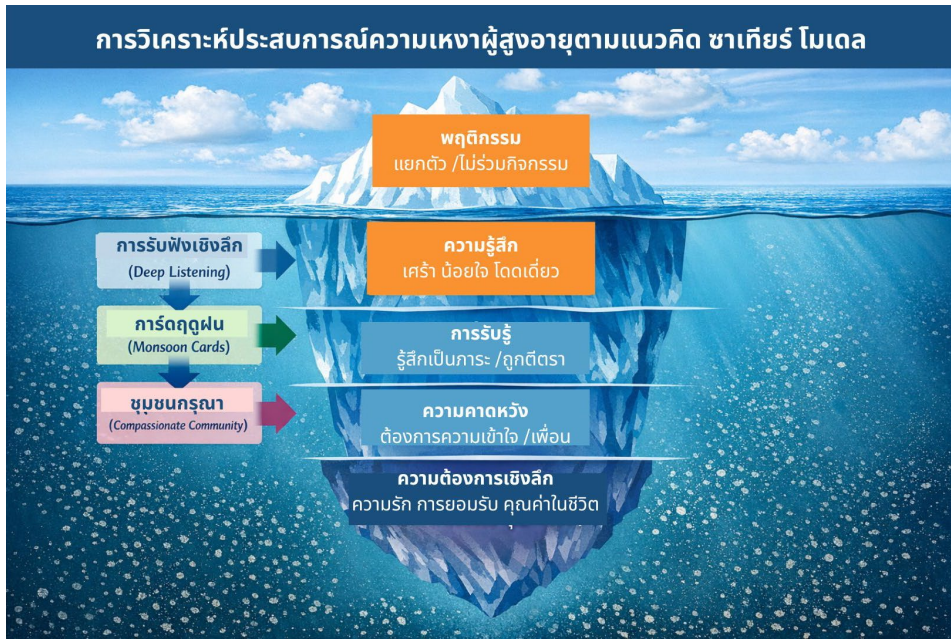 การวิเคราะห์ประสบการณ์ความเหงาผู้สูงอายุตามแนวคิด ซาเทียร์ โมเดล
พฤติกรรม
แยกตัว /ไม่ร่วมกิจกรรม
การรับฟังเชิงลึก
(Deep Listening)
ความรู้สึก
เศร้า น้อยใจ โดดเดี่ยว
การ์ดฤดูฝน
(Monsoon Cards)
การรับรู้
รู้สึกเป็นภาระ /ถูกตีตรา
ชุมชนกรุณา
(Compassionate Community)
ความคาดหวัง
ต้องการความเข้าใจ /เพื่อน
ความต้องการเชิงลึก
ความรัก การยอมรับ คุณค่าในชีวิต